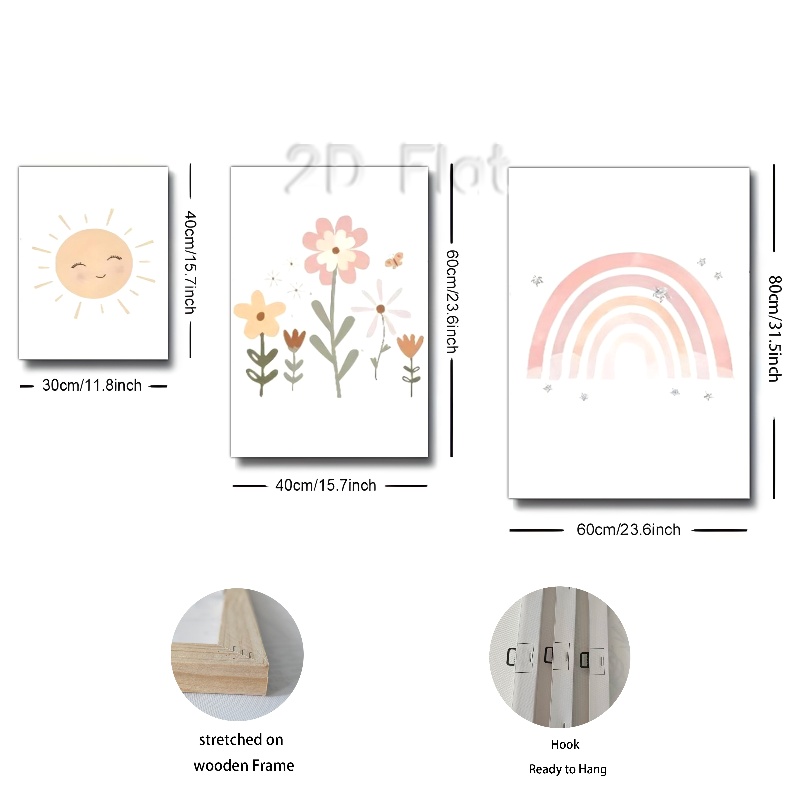 2D Flat
40cm/15.7inch
30cm/11.8inch
60cm/23.6inch
40cm/15.7inch
80cm/31.5inch
60cm/23.6inch
stretched on
wooden Frame
Hook
Ready to Hang